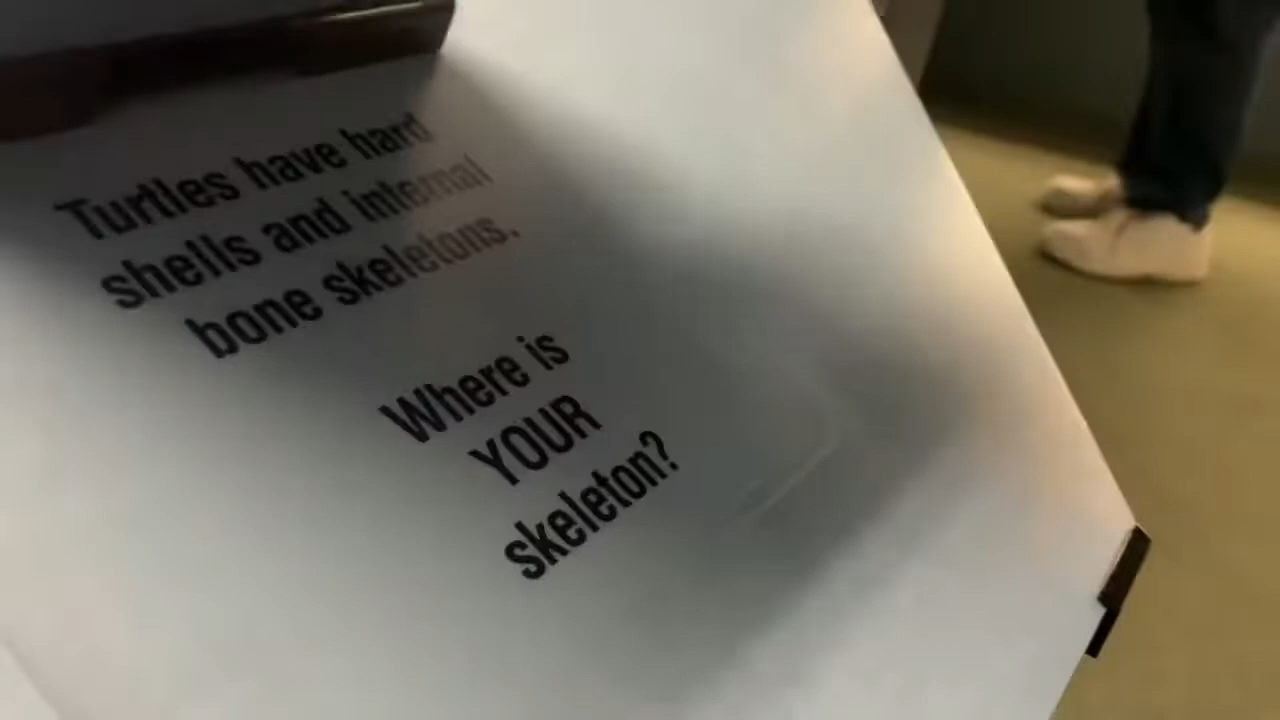 Turtles have hard
shells and internal
bone skeletons.
Where is
YOUR
skeleton?